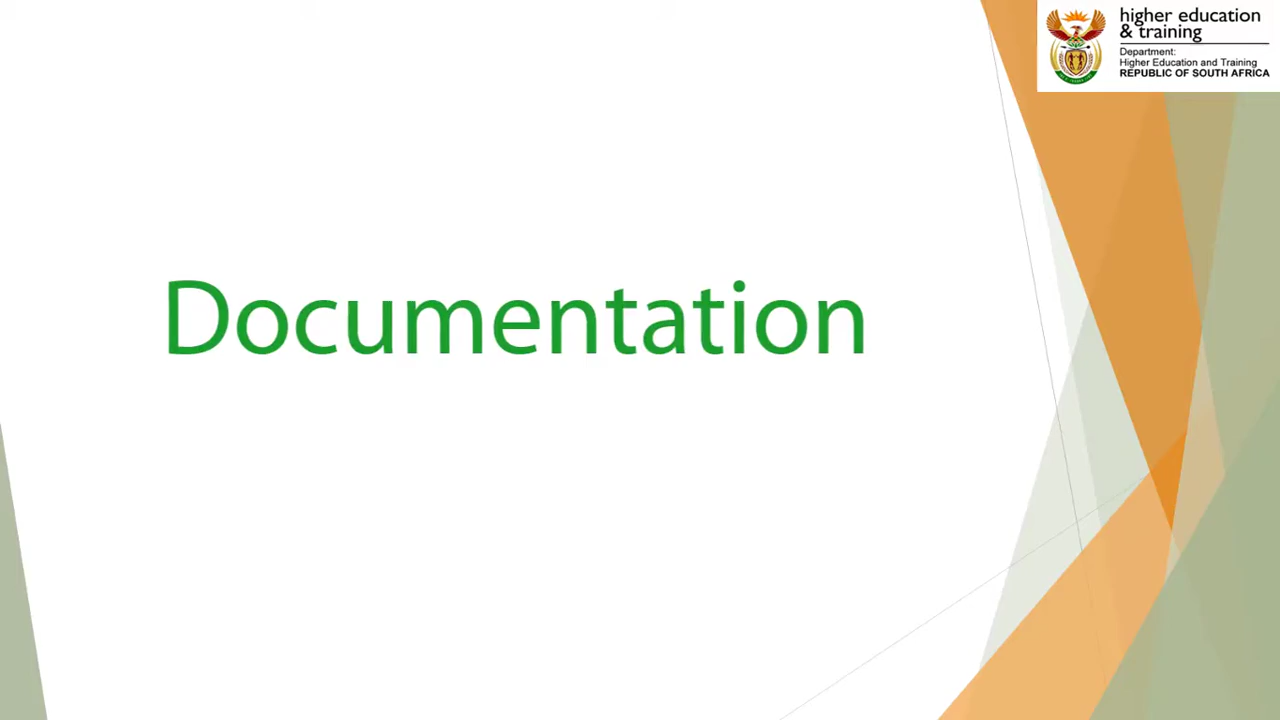 higher education
& training
Department:
Higher Education and Training
REPUBLIC OF SOUTH AFRICA
Documentation